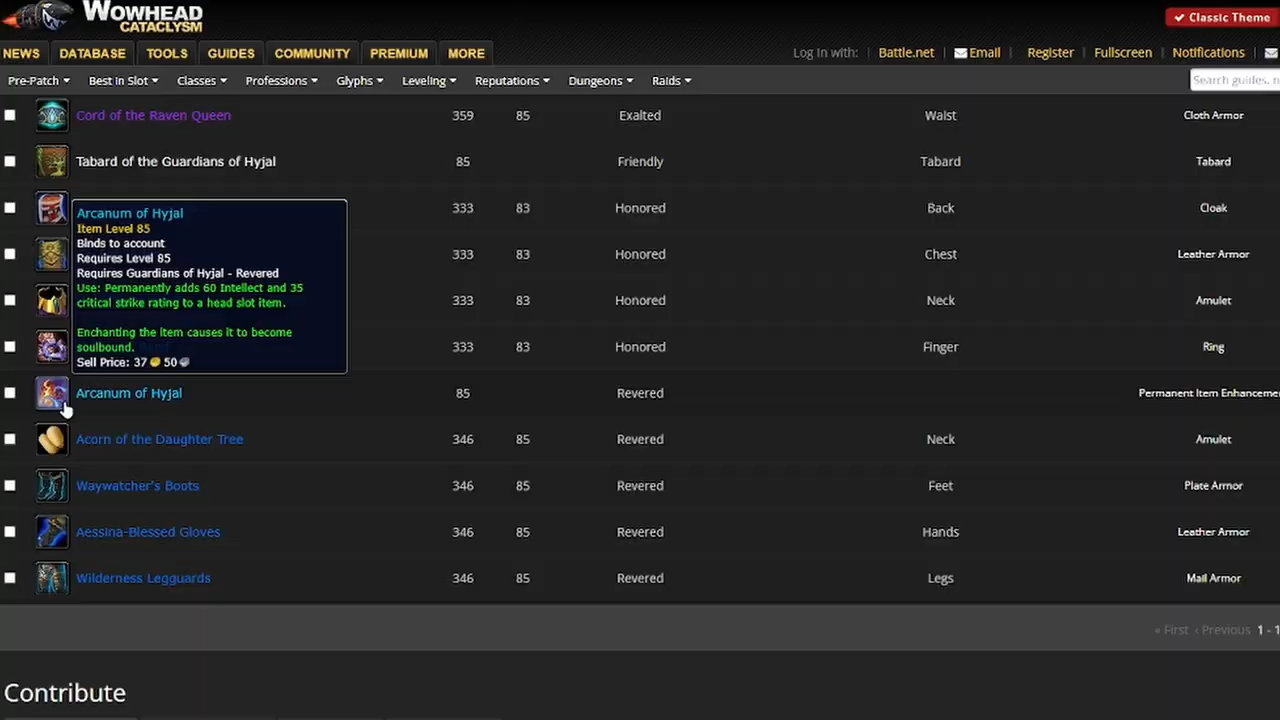 WOWHEAD
CATACLYSM
Classic Theme
NEWS DATABASE TOOLS GUIDES COMMUNITY PREMIUM MORE Log in with: Battle.net Email Register Fullscreen Notifications
Pre-Patch Best in Slot Classes Professions Glyphs Leveling Reputations Dungeons Raids Search guides, n
Cord of the Raven Queen 359 85 Exalted Waist Cloth Armor
Tabard of the Guardians of Hyjal 85 Friendly Tabard Tabard
333 83 Honored Back Cloak
Arcanum of Hyjal
Item Level 85
Binds to account
Requires Level 85
Requires Guardians of Hyjal - Revered
Use: Permanently adds 60 Intellect and 35
critical strike rating to a head slot item.
Enchanting the item causes it to become
soulbound.
Sell Price: 37 50
333 83 Honored Chest Leather Armor
333 83 Honored Neck Amulet
333 83 Honored Finger Ring
Arcanum of Hyjal 85 Revered Permanent Item Enhanceme
Acorn of the Daughter Tree 346 85 Revered Neck Amulet
Waywatcher's Boots 346 85 Revered Feet Plate Armor
Aessina-Blessed Gloves 346 85 Revered Hands Leather Armor
Wilderness Legguards 346 85 Revered Legs Mail Armor
« First ‹ Previous 1 - 1
Contribute